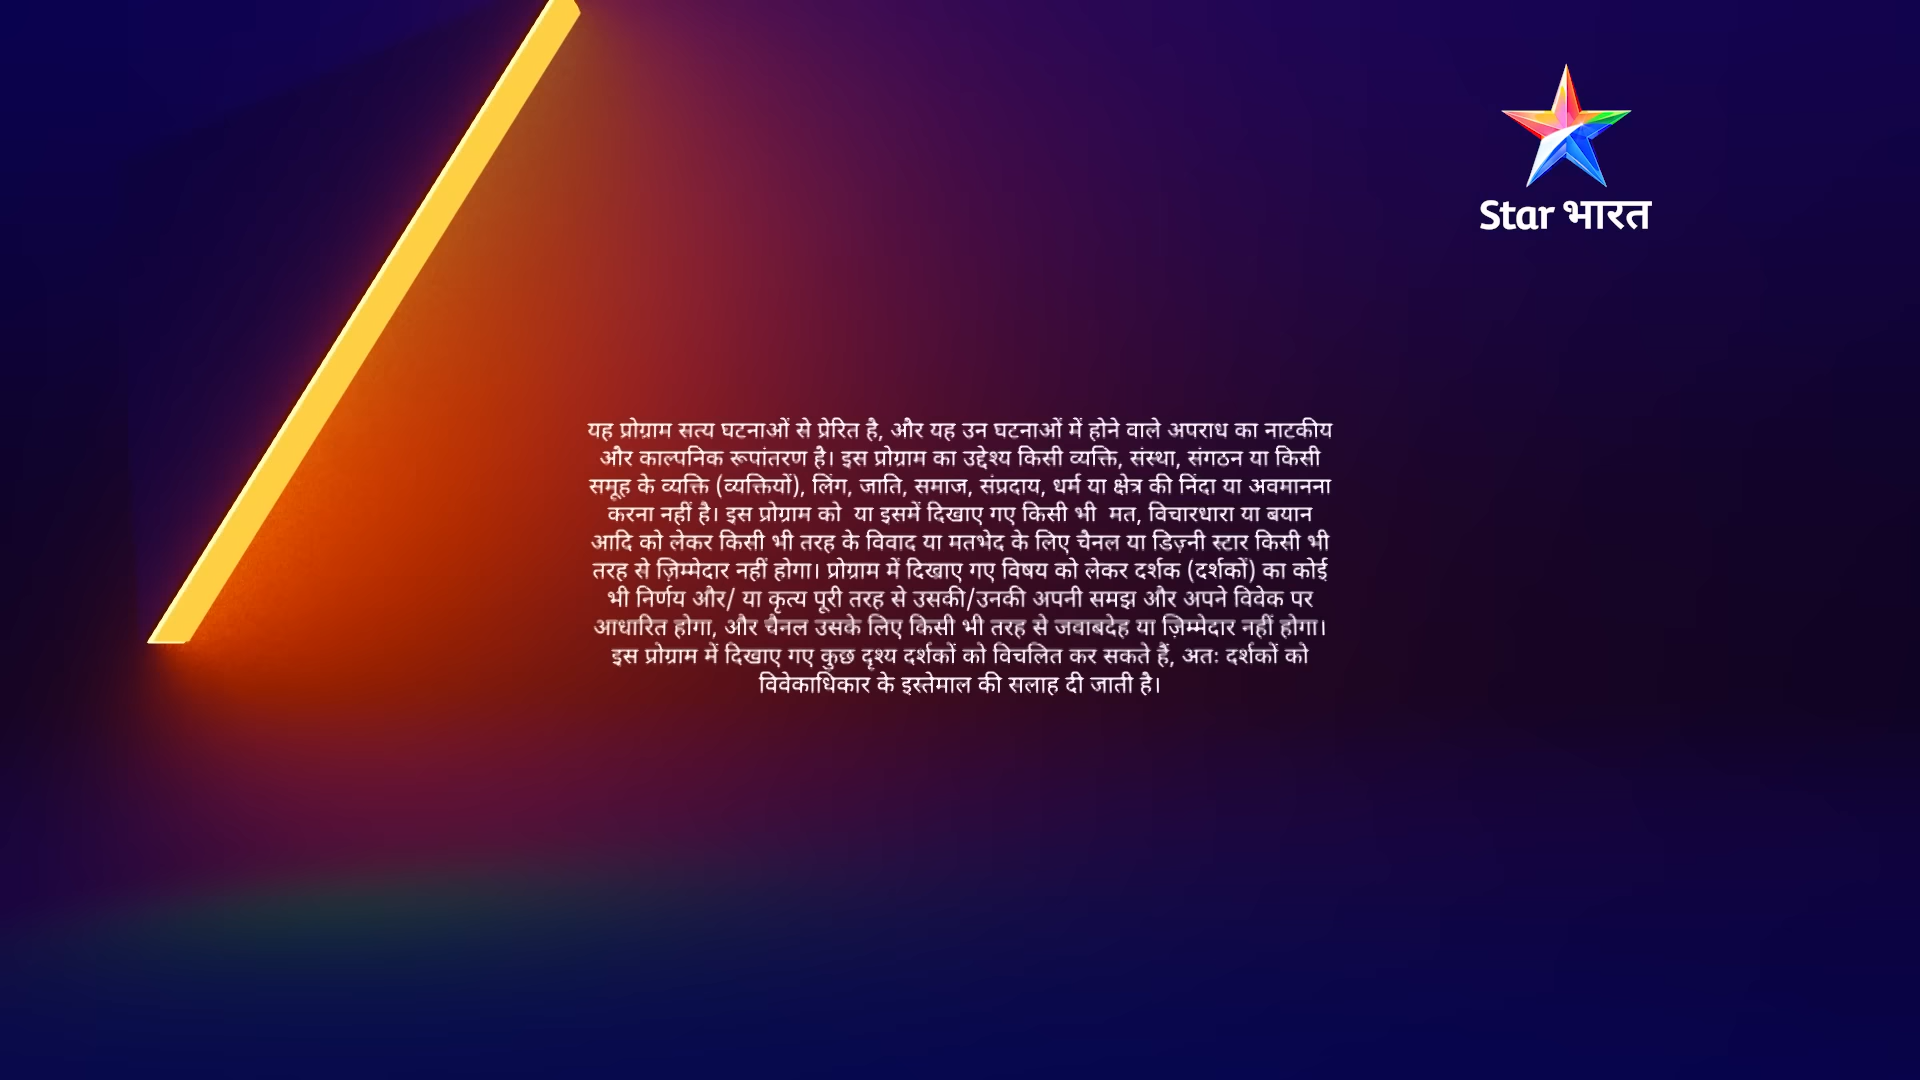 Star भारत
यह प्रोग्राम सत्य घटनाओं से प्रेरित है, और यह उन घटनाओं में होने वाले अपराध का नाटकीय
और काल्पनिक रूपांतरण है। इस प्रोग्राम का उद्देश्य किसी व्यक्ति, संस्था, संगठन या किसी
समूह के व्यक्ति (व्यक्तियों), लिंग, जाति, समाज, संप्रदाय, धर्म या क्षेत्र की निंदा या अवमानना
करना नहीं है। इस प्रोग्राम को या इसमें दिखाए गए किसी भी मत, विचारधारा या बयान
आदि को लेकर किसी भी तरह के विवाद या मतभेद के लिए चैनल या डिज़्नी स्टार किसी भी
तरह से ज़िम्मेदार नहीं होगा। प्रोग्राम में दिखाए गए विषय को लेकर दर्शक (दर्शकों) का कोई
भी निर्णय और/ या कृत्य पूरी तरह से उसकी/उनकी अपनी समझ और अपने विवेक पर
आधारित होगा, और चैनल उसके लिए किसी भी तरह से जवाबदेह या ज़िम्मेदार नहीं होगा।
इस प्रोग्राम में दिखाए गए कुछ दृश्य दर्शकों को विचलित कर सकते हैं, अतः दर्शकों को
विवेकाधिकार के इस्तेमाल की सलाह दी जाती है।